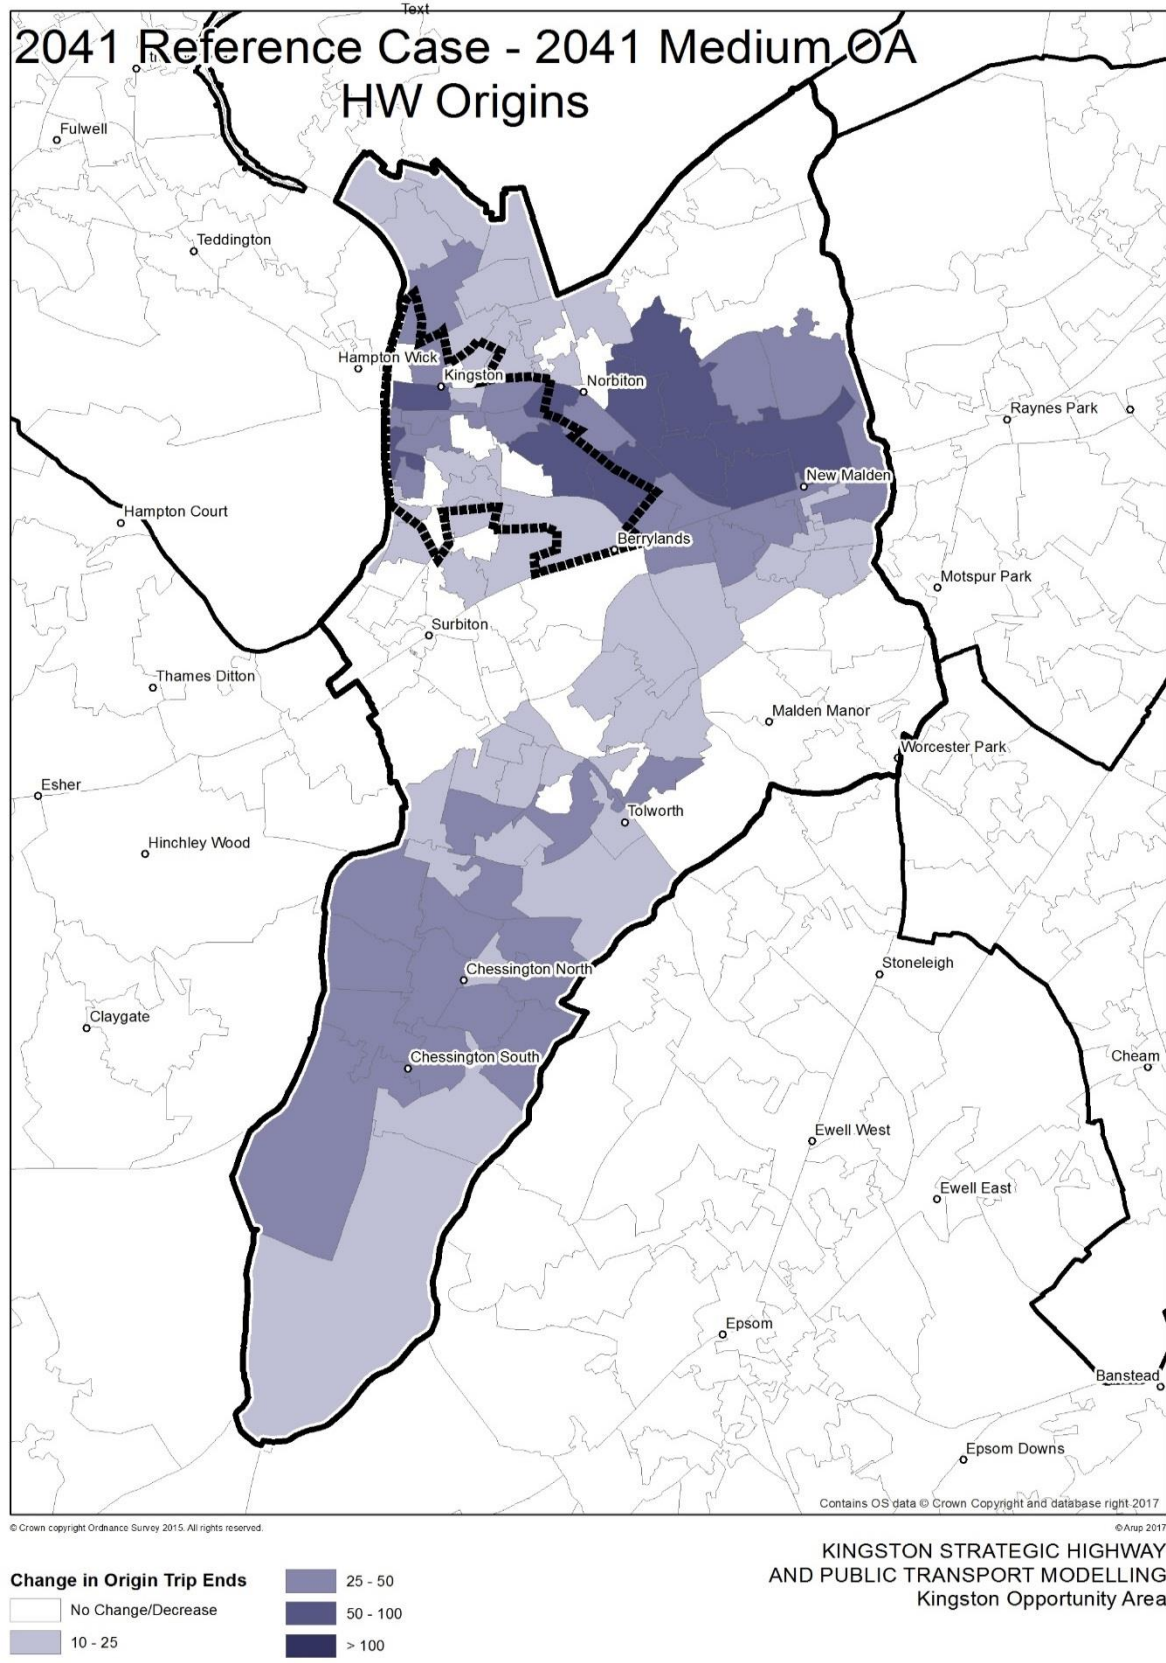 Text
2041 Reference Case - 2041 Medium OA
HW Origins
Fulwell
Teddington
Hampton Wick
Kingston
Norbiton
Raynes Park
New Malden
Hampton Court
Berrylands
Motspur Park
Surbiton
Thames Ditton
Malden Manor
Worcester Park
Esher
Tolworth
Hinchley Wood
Stoneleigh
Chessington North
Claygate
Chessington South
Cheam
Ewell West
Ewell East
Epsom
Banstead
Epsom Downs
Contains OS data © Crown Copyright and database right 2017
© Crown copyright Ordnance Survey 2015. All rights reserved.
© Arup 2017
KINGSTON STRATEGIC HIGHWAY
AND PUBLIC TRANSPORT MODELLING
Kingston Opportunity Area
Change in Origin Trip Ends
No Change/Decrease
10 - 25
25 - 50
50 - 100
> 100